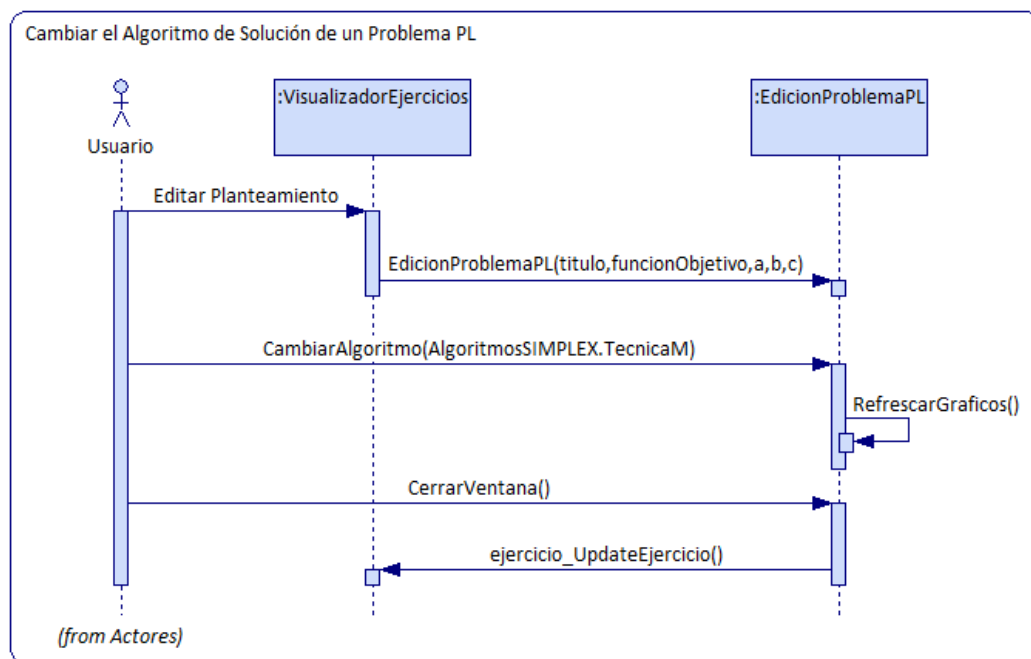 Cambiar el Algoritmo de Solución de un Problema PL
:VisualizadorEjercicios
:EdicionProblemaPL
Usuario
Editar Planteamiento
EdicionProblemaPL(titulo,funcionObjetivo,a,b,c)
CambiarAlgoritmo(AlgoritmosSIMPLEX.TecnicaM)
RefrescarGraficos()
CerrarVentana()
ejercicio_UpdateEjercicio()
(from Actores)